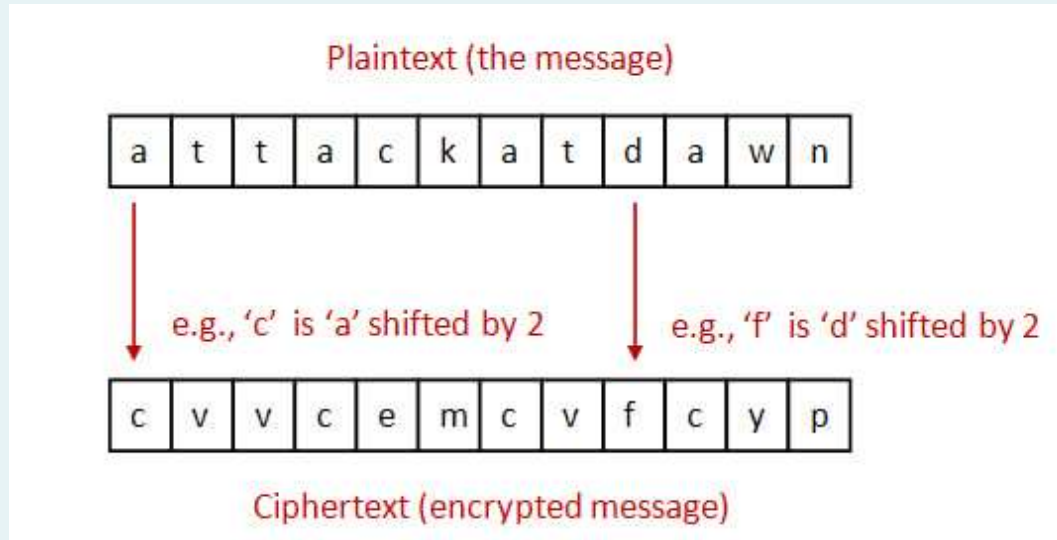 Plaintext (the message)
a t t a c k a t d a w n
e.g., ‘c’ is ‘a’ shifted by 2
e.g., ‘f’ is ‘d’ shifted by 2
c v v c e m c v f c y p
Ciphertext (encrypted message)